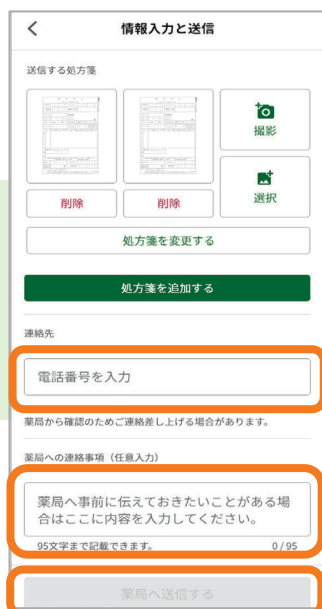 情報入力と送信
送信する処方箋
撮影
選択
削除
削除
処方箋を変更する
処方箋を追加する
連絡先
電話番号を入力
薬局から確認のためご連絡差し上げる場合があります。
薬局への連絡事項（任意入力）
薬局へ事前に伝えておきたいことがある場
合はここに内容を入力してください。
95文字まで記載できます。 0 / 95
薬局へ送信する